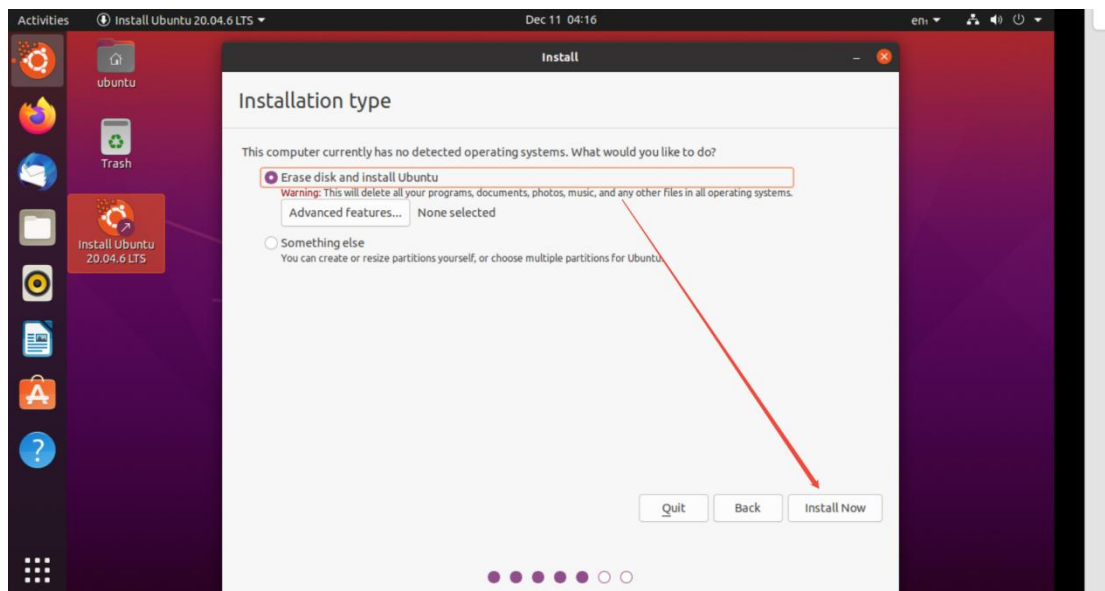 Activities Install Ubuntu 20.04.6 LTS Dec 11 04:16 en₁
Install
ubuntu
Installation type
This computer currently has no detected operating systems. What would you like to do?
Trash
Erase disk and install Ubuntu
Warning: This will delete all your programs, documents, photos, music, and any other files in all operating systems.
Advanced features... None selected
Install Ubuntu
20.04.6 LTS
Something else
You can create or resize partitions yourself, or choose multiple partitions for Ubuntu.
Quit Back Install Now